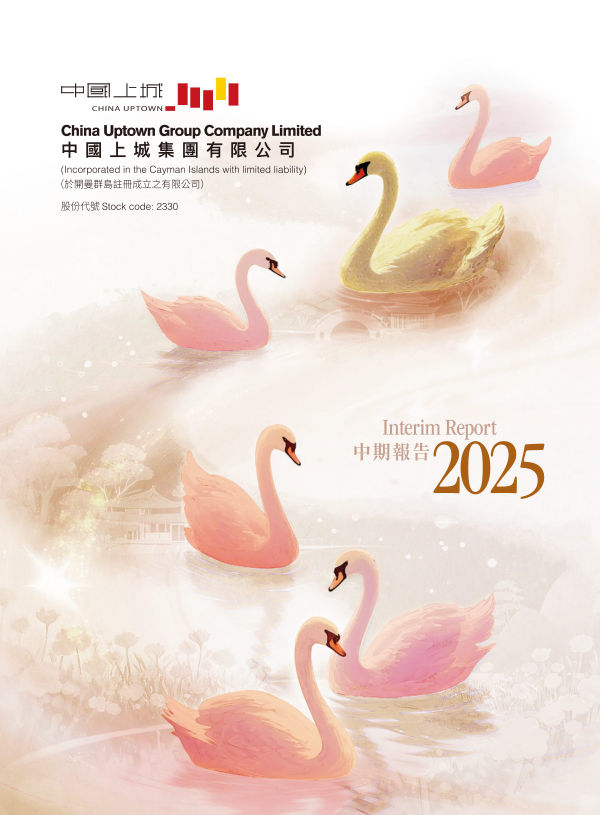 中國上城
CHINA UPTOWN
China Uptown Group Company Limited
中國上城集團有限公司
(Incorporated in the Cayman Islands with limited liability)
(於開曼群島註冊成立之有限公司)
股份代號 Stock code: 2330
Interim Report
中期報告 2025